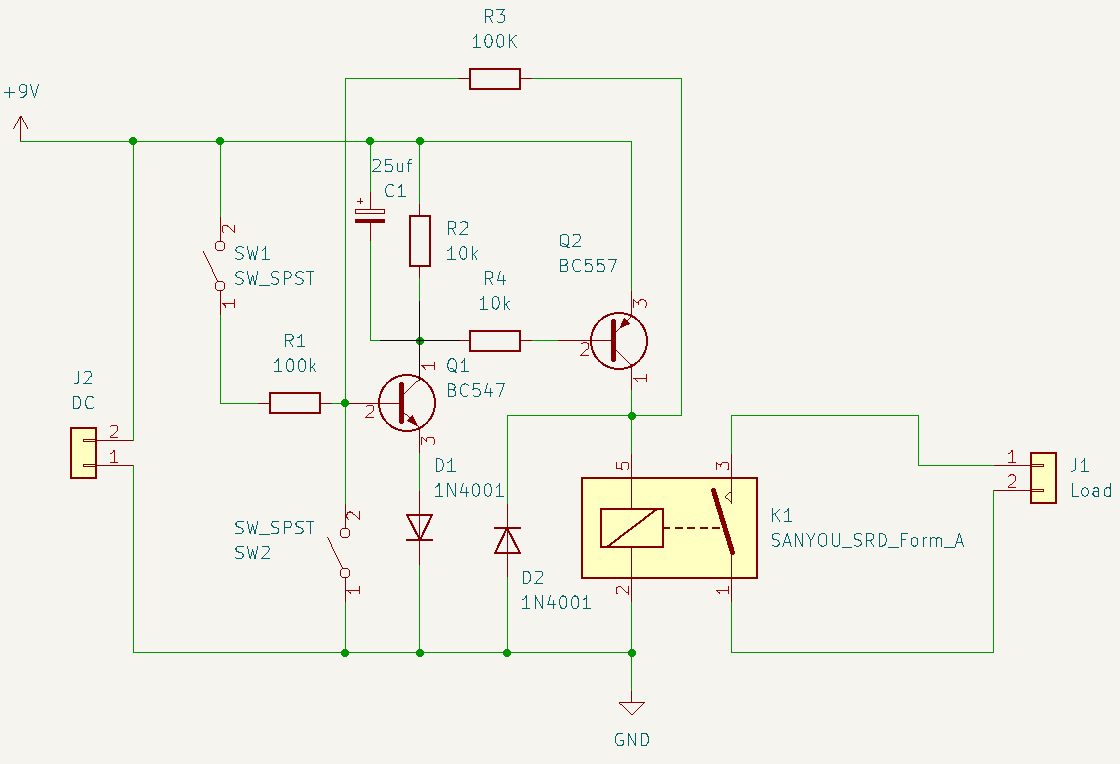 R3
100K
+9V
25uf
C1
2
SW1
SW_SPST
1
R2
10k
R4
10k
Q2
BC557
3
2
1
R1
100k
1
Q1
BC547
2
3
J2
DC
2
1
D1
1N4001
SW_SPST
SW2
2
1
D2
1N4001
5
3
K1
SANYOU_SRD_Form_A
2
1
1
2
J1
Load
GND